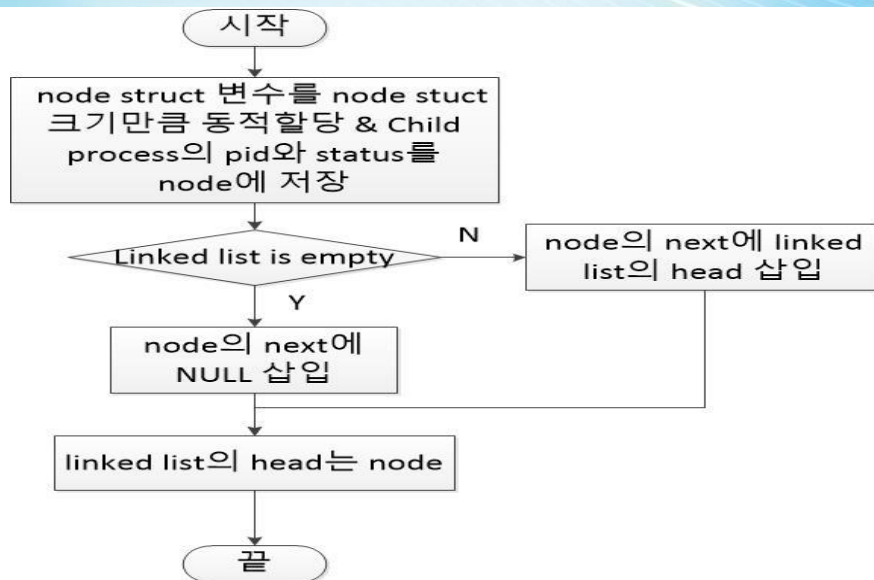 시작
node struct 변수를 node stuct
크기만큼 동적할당 & Child
process의 pid와 status를
node에 저장
Linked list is empty
N
node의 next에 linked
list의 head 삽입
Y
node의 next에
NULL 삽입
linked list의 head는 node
끝